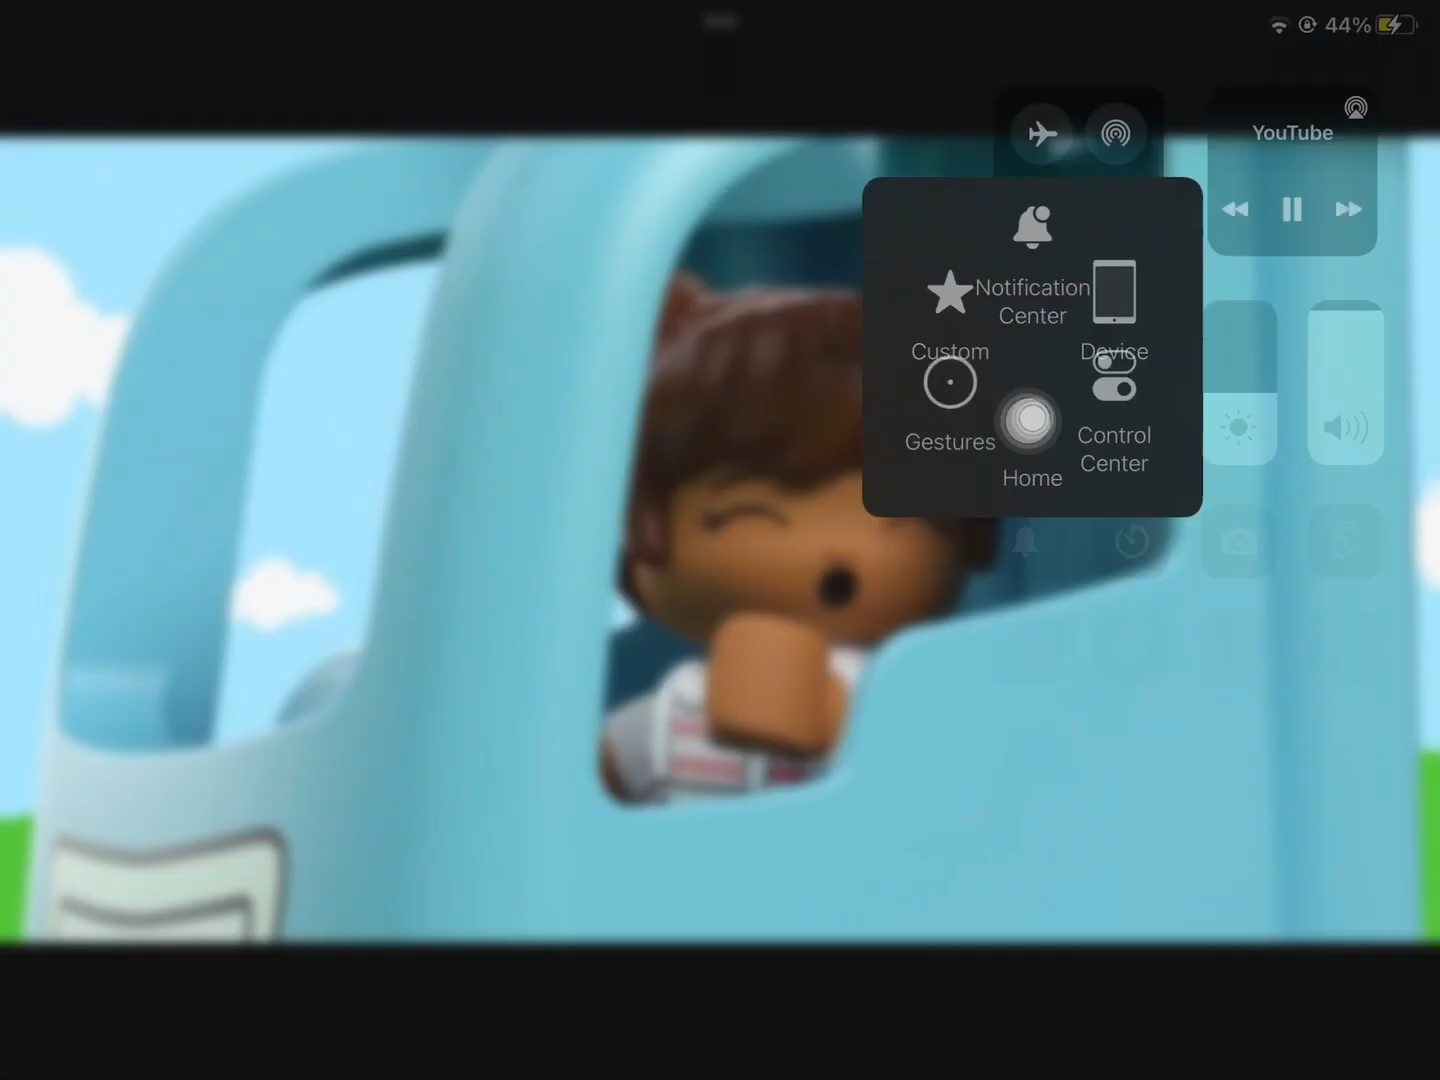 44%
YouTube
Notification
Center
Custom
Device
Gestures
Control
Center
Home